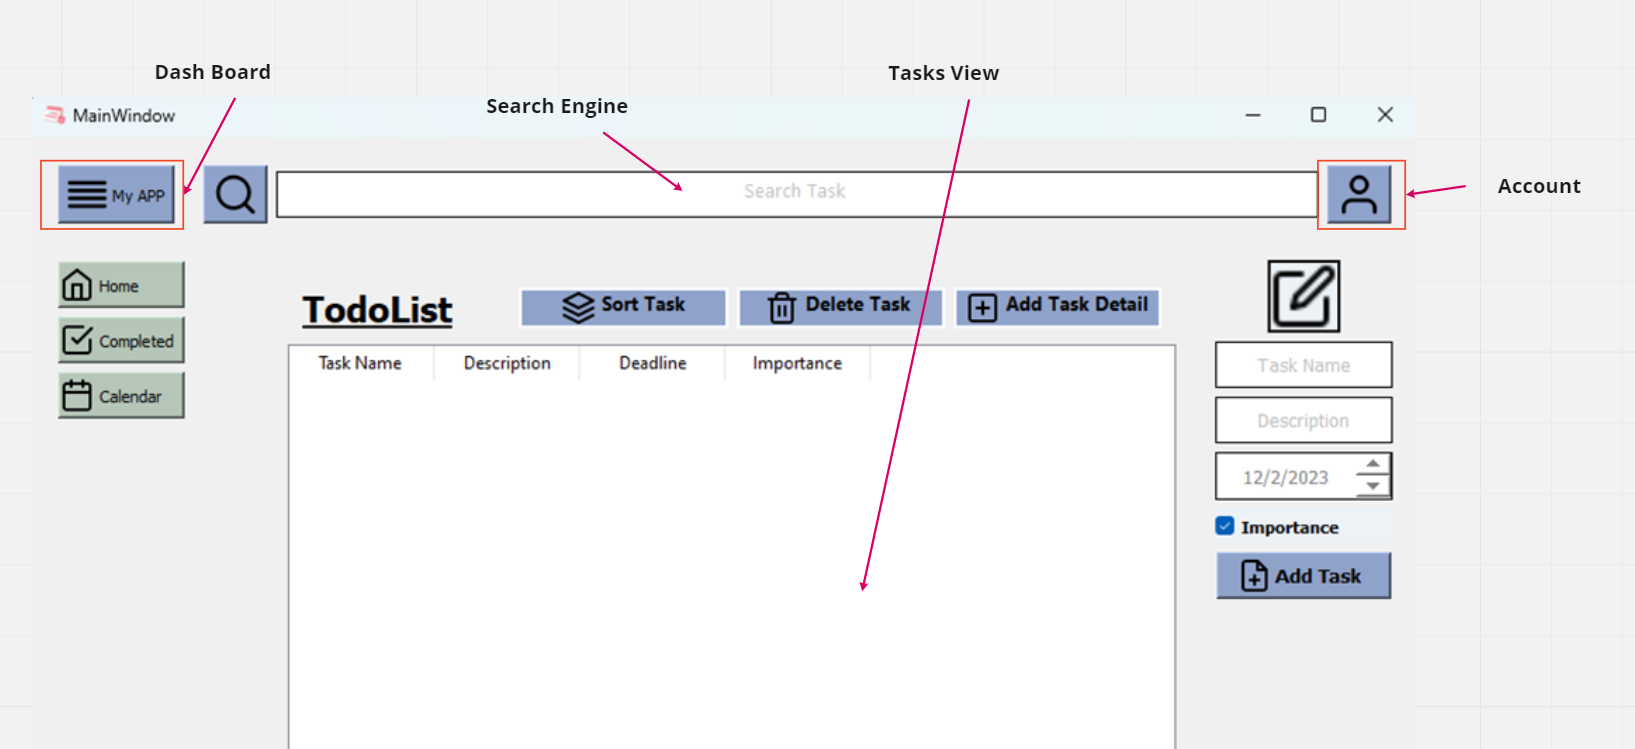 Dash Board
Tasks View
Search Engine
MainWindow
My APP
Search Task
Account
Home
Completed
Calendar
TodoList
Sort Task
Delete Task
Add Task Detail
Task Name
Description
Deadline
Importance
Task Name
Description
12/2/2023
Importance
Add Task